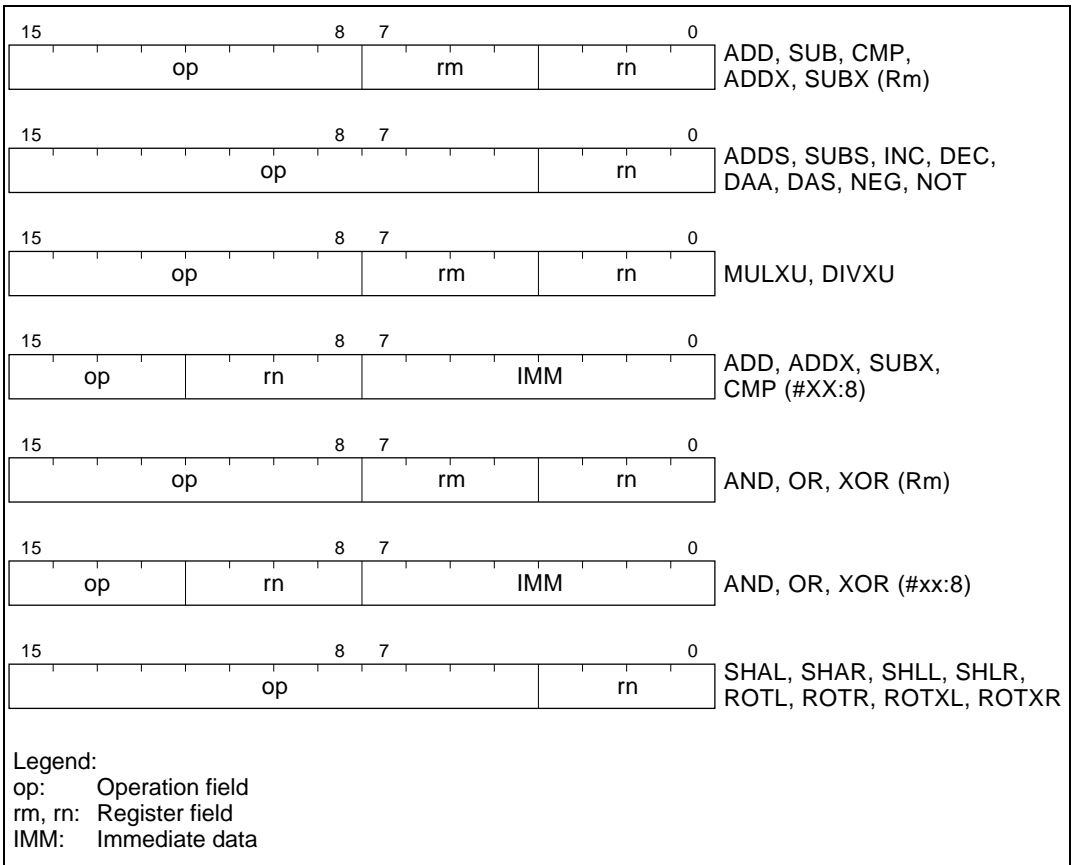 15 8 7 0
op rm rn
ADD, SUB, CMP,
ADDX, SUBX (Rm)
15 8 7 0
op rn
ADDS, SUBS, INC, DEC,
DAA, DAS, NEG, NOT
15 8 7 0
op rm rn
MULXU, DIVXU
15 8 7 0
op rn IMM
ADD, ADDX, SUBX,
CMP (#XX:8)
15 8 7 0
op rm rn
AND, OR, XOR (Rm)
15 8 7 0
op rn IMM
AND, OR, XOR (#xx:8)
15 8 7 0
op rn
SHAL, SHAR, SHLL, SHLR,
ROTL, ROTR, ROTXL, ROTXR
Legend:
op: Operation field
rm, rn: Register field
IMM: Immediate data